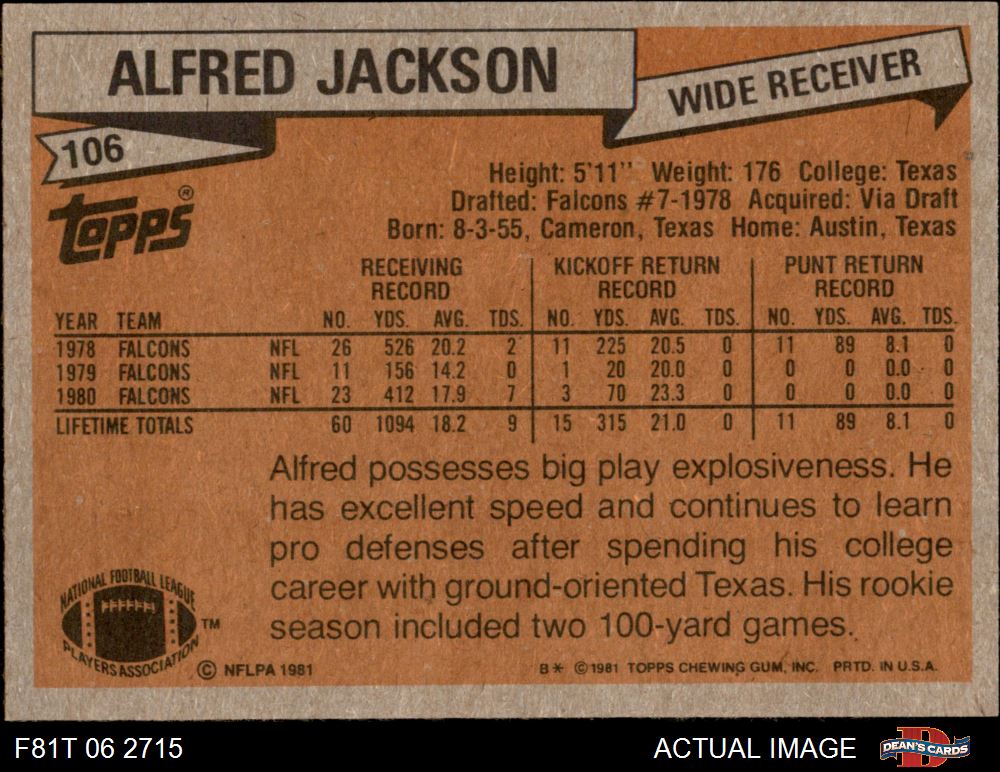 ALFRED JACKSON
WIDE RECEIVER
106
Topps®
Height: 5'11'' Weight: 176 College: Texas
Drafted: Falcons #7-1978 Acquired: Via Draft
Born: 8-3-55, Cameron, Texas Home: Austin, Texas
RECEIVING RECORD KICKOFF RETURN RECORD PUNT RETURN RECORD
YEAR TEAM NO. YDS. AVG. TDS. NO. YDS. AVG. TDS. NO. YDS. AVG. TDS.
1978 FALCONS NFL 26 526 20.2 2 11 225 20.5 0 11 89 8.1 0
1979 FALCONS NFL 11 156 14.2 0 1 20 20.0 0 0 0 0.0 0
1980 FALCONS NFL 23 412 17.9 7 3 70 23.3 0 0 0 0.0 0
LIFETIME TOTALS 60 1094 18.2 9 15 315 21.0 0 11 89 8.1 0
Alfred possesses big play explosiveness. He
has excellent speed and continues to learn
pro defenses after spending his college
career with ground-oriented Texas. His rookie
season included two 100-yard games.
NATIONAL FOOTBALL LEAGUE
PLAYERS ASSOCIATION
TM
© NFLPA 1981
B* ©1981 TOPPS CHEWING GUM, INC. PRTD. IN U.S.A.
F81T 06 2715
ACTUAL IMAGE
D
DEAN'S CARDS